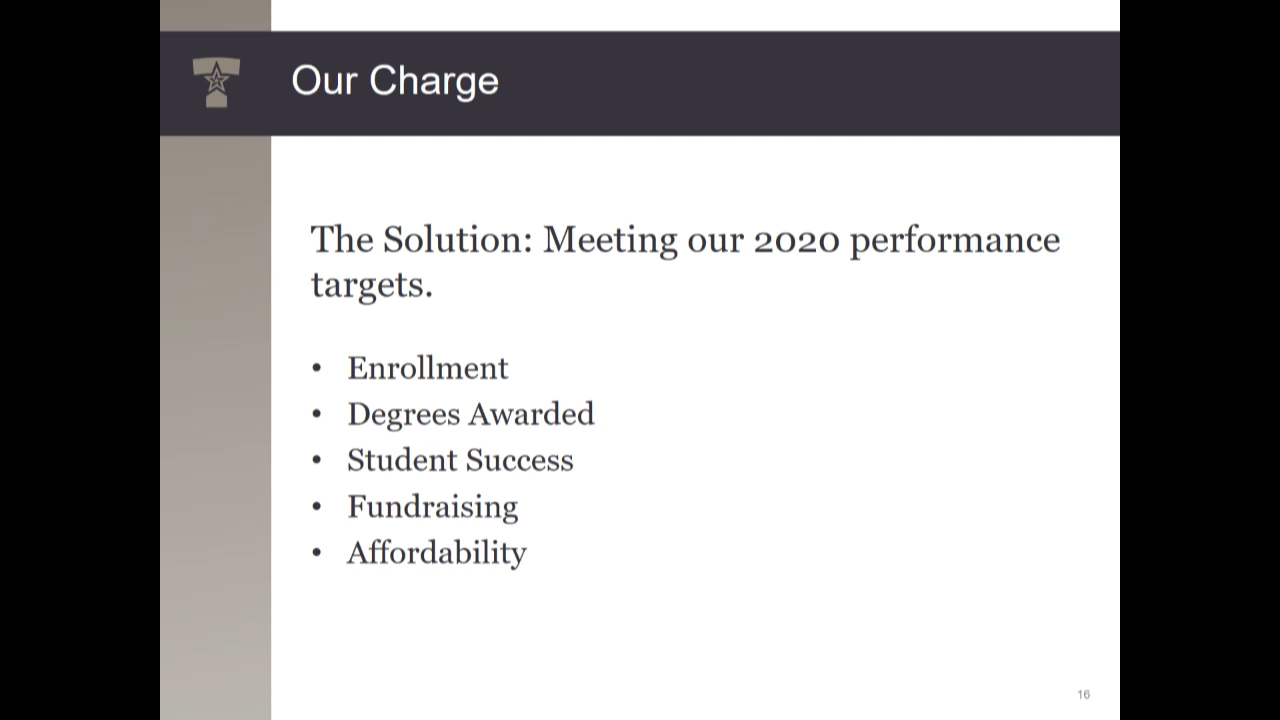 Our Charge
The Solution: Meeting our 2020 performance
targets.
• Enrollment
• Degrees Awarded
• Student Success
• Fundraising
• Affordability
16